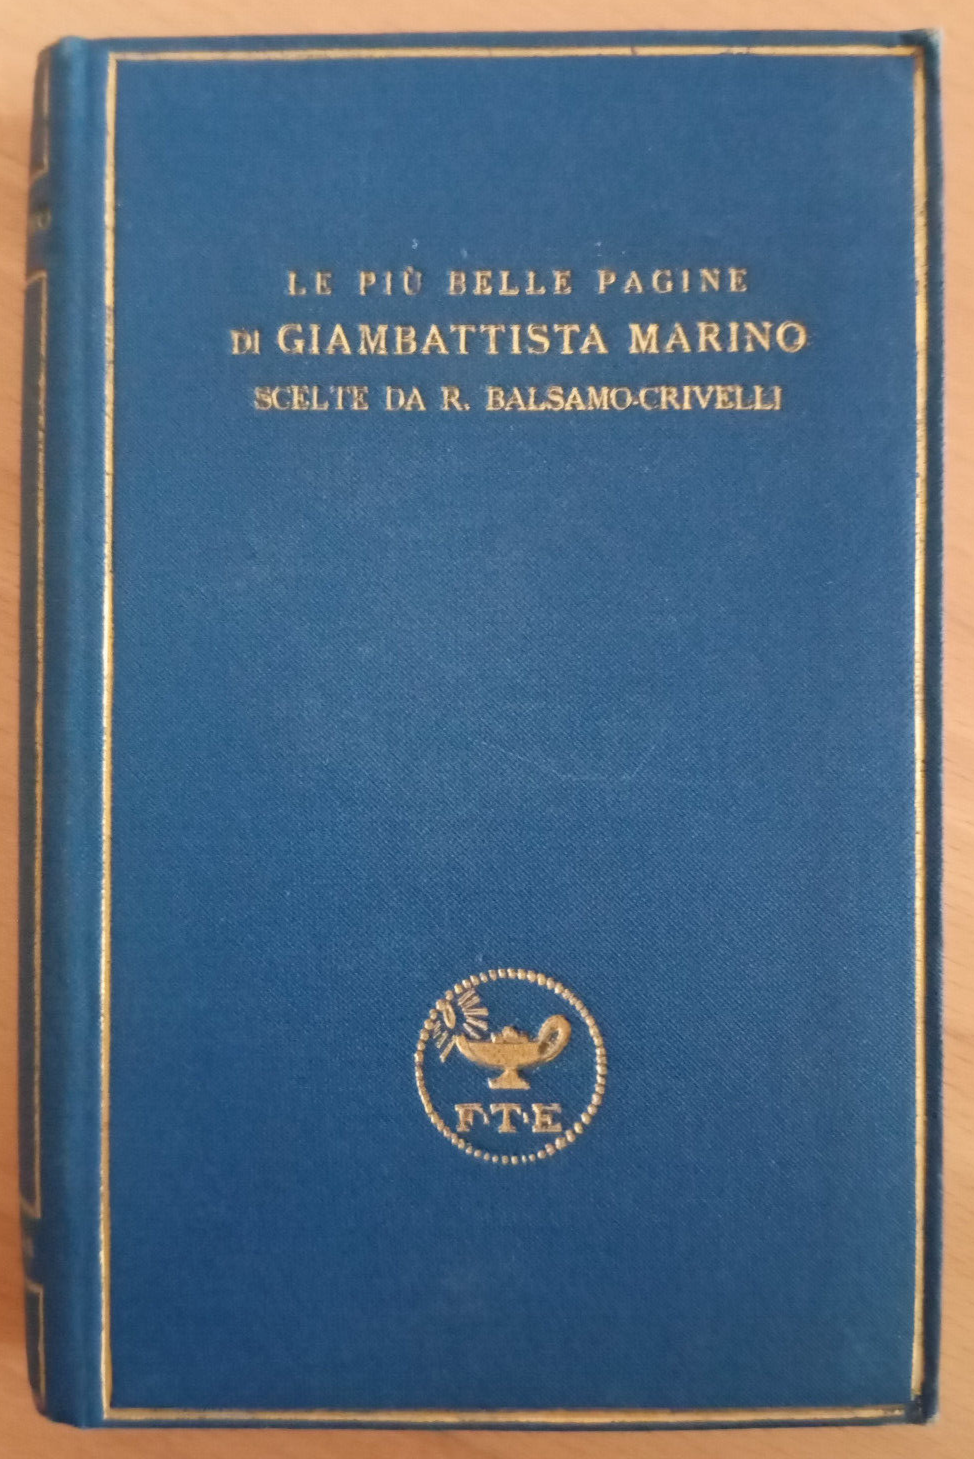 LE PIÙ BELLE PAGINE
DI GIAMBATTISTA MARINO
SCELTE DA R. BALSAMO-CRIVELLI
F·T·E